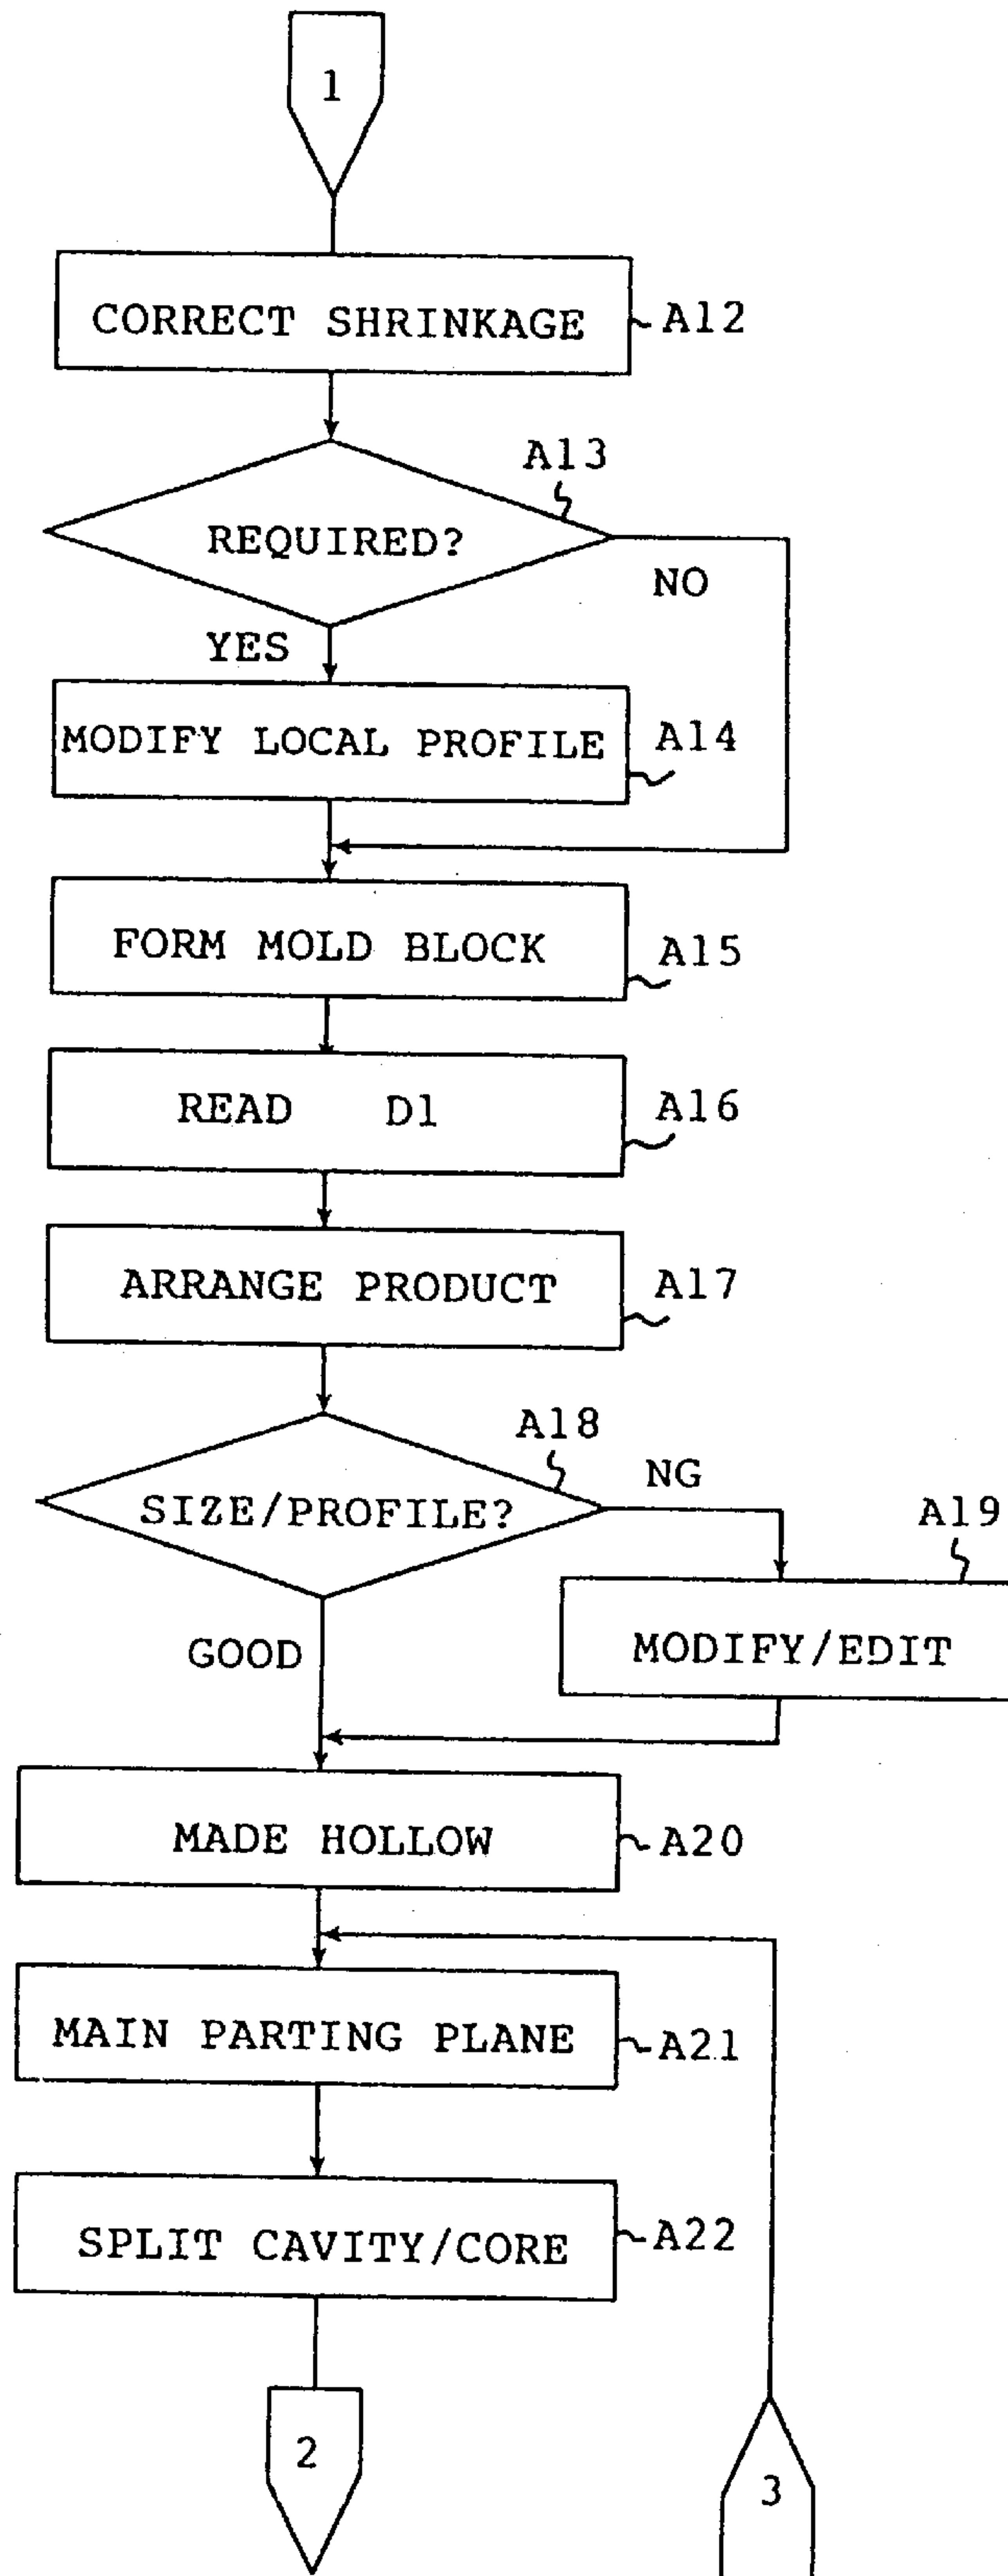 1
CORRECT SHRINKAGE
A12
A13
REQUIRED?
NO
YES
MODIFY LOCAL PROFILE
A14
FORM MOLD BLOCK
A15
READ D1
A16
ARRANGE PRODUCT
A17
A18
SIZE/PROFILE?
NG
A19
GOOD
MODIFY/EDIT
MADE HOLLOW
A20
MAIN PARTING PLANE
A21
SPLIT CAVITY/CORE
A22
2
3